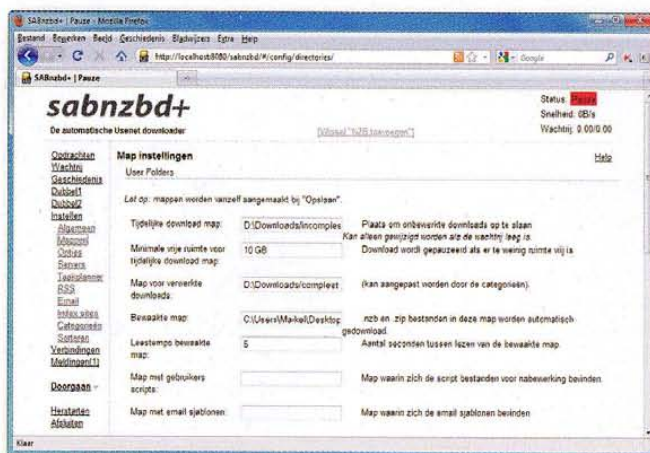 SABnzbd+ | Pauze - Mozilla Firefox
Bestand Bewerken Beeld Geschiedenis Bladwijzers Extra Help
http://localhost:8080/sabnzbd/#/config/directories/
Google
SABnzbd+ | Pauze
sabnzbd+
De automatische Usenet downloader
Status: Pauze
Snelheid: 0B/s
Wachtrij: 0.00/0.00
[Wissel "NZB toevoegen"]
Opdrachten
Wachtrij
Geschiedenis
Dubbel1
Dubbel2
Instellen
Algemeen
Mappen
Opties
Servers
Taakplanner
RSS
Email
Index sites
Categorieën
Sorteren
Verbindingen
Meldingen(1)
Doorgaan
Herstarten
Afsluiten
Map instellingen
Help
User Folders
Let op: mappen worden vanzelf aangemaakt bij "Opslaan".
Tijdelijke download map: D:\Downloads/incomples Plaats om onbewerkte downloads op te slaan
Kan alleen gewijzigd worden als de wachtrij leeg is.
Minimale vrije ruimte voor 10 GB Download wordt gepauzeerd als er te weinig ruimte vrij is.
tijdelijke download map:
Map voor verwerkte D:\Downloads/compleet (kan aangepast worden door de categorieën).
downloads:
Bewaakte map: C:\Users\Maikel\Desktop .nzb en .zip bestanden in deze map worden automatisch
gedownload.
Leestempo bewaakte 5 Aantal seconden tussen lezen van de bewaakte map.
map:
Map met gebruikers Map waarin zich de script bestanden voor nabewerking bevinden.
scripts:
Map met email sjablonen: Map waarin zich de email sjablonen bevinden
Klaar